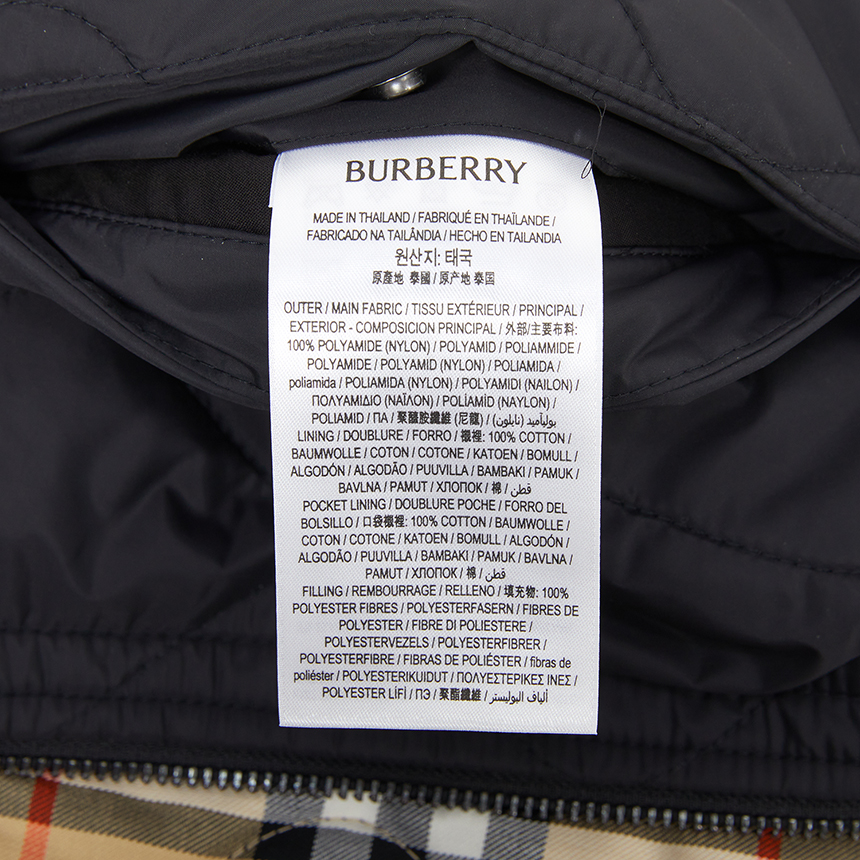 BURBERRY
MADE IN THAILAND / FABRIQUÉ EN THAÏLANDE /
FABRICADO NA TAILÂNDIA / HECHO EN TAILANDIA
원산지: 태국
原產地 泰國 / 原产地 泰国
OUTER / MAIN FABRIC / TISSU EXTÉRIEUR / PRINCIPAL /
EXTERIOR - COMPOSICION PRINCIPAL / 外部/主要布料:
100% POLYAMIDE (NYLON) / POLYAMID / POLIAMMIDE /
POLYAMIDE / POLYAMID / POLIAMIDA /
poliamida / POLIAMIDA (NYLON) / POLYAMIDI (NAILON) /
ΠΟΛΥΑΜΙΔΙΟ (ΝΑΪΛΟΝ) / POLİAMİD (NAYLON) /
POLIAMID / ПА / 聚醯胺纖維 (尼龍) / بوليأميد (نايلون) /
LINING / DOUBLURE / FORRO / 襯裡: 100% COTTON /
BAUMWOLLE / COTON / COTONE / KATOEN / BOMULL /
ALGODÓN / ALGODÃO / PUUVILLA / BAMBAKI / PAMUK /
BAVLNA / PAMUT / ХЛОПОК / 棉 / قطن /
POCKET LINING / DOUBLURE POCHE / FORRO DEL
BOLSILLO / 口袋襯裡: 100% COTTON / BAUMWOLLE /
COTON / COTONE / KATOEN / BOMULL / ALGODÓN /
ALGODÃO / PUUVILLA / BAMBAKI / PAMUK / BAVLNA /
PAMUT / ХЛОПОК / 棉 / قطن /
FILLING / REMBOURRAGE / RELLENO / 填充物: 100%
POLYESTER FIBRES / POLYESTERFASERN / FIBRES DE
POLYESTER / FIBRE DI POLIESTERE /
POLYESTERVEZELS / POLYESTERFIBRER /
POLYESTERFIBRE / FIBRAS DE POLIÉSTER / fibras de
poliéster / POLYESTERIKUIDUT / ΠΟΛΥΕΣΤΕΡΙΚΕΣ ΙΝΕΣ /
POLYESTER LİFİ / ПЭ / 聚酯纖維 / ألياف البوليستر /